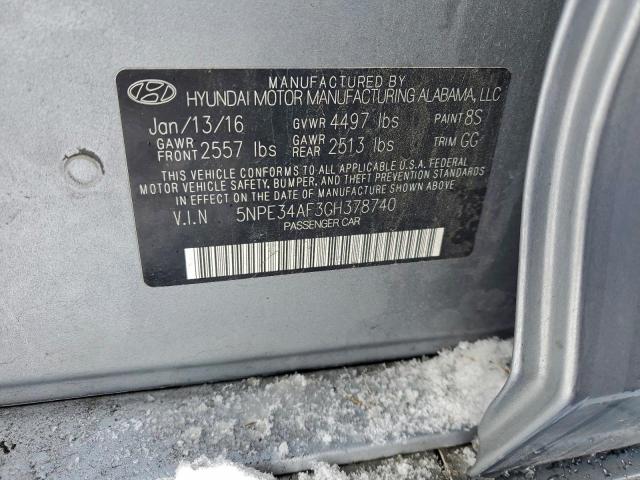 MANUFACTURED BY
HYUNDAI MOTOR MANUFACTURING ALABAMA, LLC
Jan/13/16 GVWR 4497 lbs PAINT 8S
GAWR FRONT 2557 lbs GAWR REAR 2513 lbs TRIM GG
THIS VEHICLE CONFORMS TO ALL APPLICABLE U.S.A. FEDERAL
MOTOR VEHICLE SAFETY, BUMPER, AND THEFT PREVENTION STANDARDS
IN EFFECT ON THE DATE OF MANUFACTURE SHOWN ABOVE.
V.I.N 5NPE34AF3GH378740
PASSENGER CAR